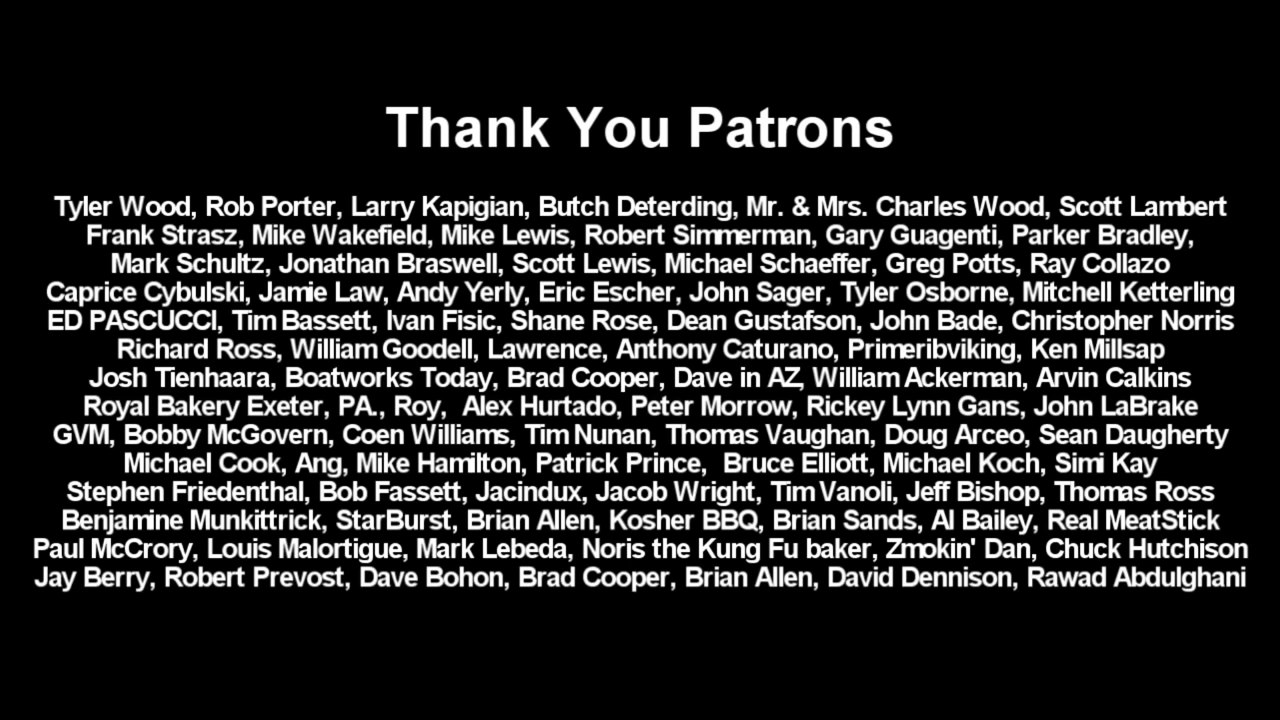 Thank You Patrons
Tyler Wood, Rob Porter, Larry Kapigian, Butch Deterding, Mr. & Mrs. Charles Wood, Scott Lambert
Frank Strasz, Mike Wakefield, Mike Lewis, Robert Simmerman, Gary Guagenti, Parker Bradley,
Mark Schultz, Jonathan Braswell, Scott Lewis, Michael Schaeffer, Greg Potts, Ray Collazo
Caprice Cybulski, Jamie Law, Andy Yerly, Eric Escher, John Sager, Tyler Osborne, Mitchell Ketterling
ED PASCUCCI, Tim Bassett, Ivan Fisic, Shane Rose, Dean Gustafson, John Bade, Christopher Norris
Richard Ross, William Goodell, Lawrence, Anthony Caturano, Primeribviking, Ken Millsap
Josh Tienhaara, Boatworks Today, Brad Cooper, Dave in AZ, William Ackerman, Arvin Calkins
Royal Bakery Exeter, PA., Roy,  Alex Hurtado, Peter Morrow, Rickey Lynn Gans, John LaBrake
GVM, Bobby McGovern, Coen Williams, Tim Nunan, Thomas Vaughan, Doug Arceo, Sean Daugherty
Michael Cook, Ang, Mike Hamilton, Patrick Prince,  Bruce Elliott, Michael Koch, Simi Kay
Stephen Friedenthal, Bob Fassett, Jacindux, Jacob Wright, Tim Vanoli, Jeff Bishop, Thomas Ross
Benjamine Munkittrick, StarBurst, Brian Allen, Kosher BBQ, Brian Sands, Al Bailey, Real MeatStick
Paul McCrory, Louis Malortigue, Mark Lebeda, Noris the Kung Fu baker, Zmokin' Dan, Chuck Hutchison
Jay Berry, Robert Prevost, Dave Bohon, Brad Cooper, Brian Allen, David Dennison, Rawad Abdulghani